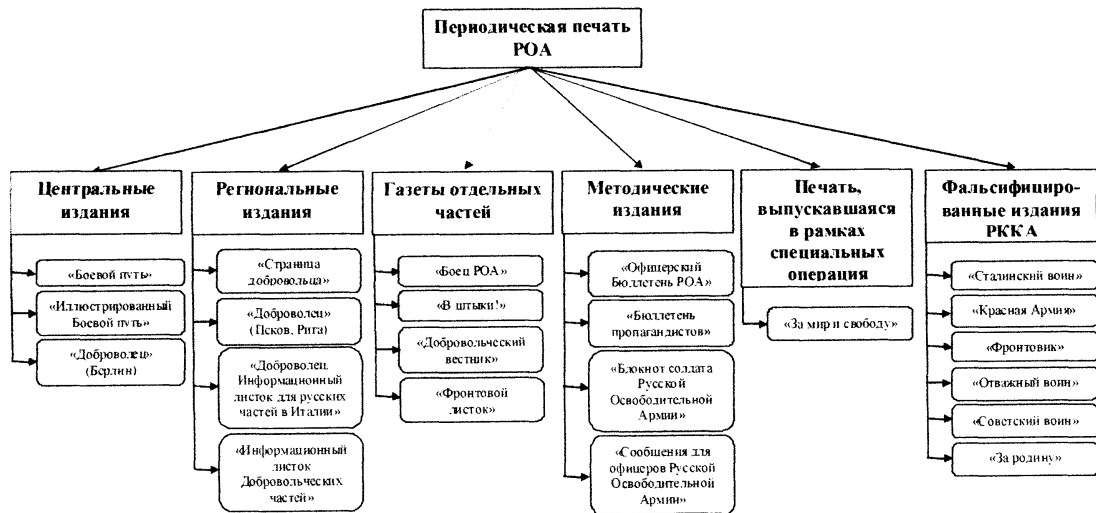 Периодическая печать
РОА
Центральные
издания
«Боевой путь»
«Иллюстрированный
Боевой путь»
«Доброволец»
(Берлин)
Региональные
издания
«Страница
добровольца»
«Доброволец»
(Псков, Рига)
«Доброволец.
Информационный
листок для русских
частей в Италии»
«Информационный
листок
Добровольческих
частей»
Газеты отдельных
частей
«Боец РОА»
«В штыки!»
«Добровольческий
вестник»
«Фронтовой
листок»
Методические
издания
«Офицерский
Бюллетень РОА»
«Бюллетень
пропагандистов»
«Блокнот солдата
Русской
Освободительной
Армии»
«Сообщения для
офицеров Русской
Освободительной
Армии»
Печать,
выпускавшаяся
в рамках
специальных
операция
«За мир и свободу»
Фальсифициро-
ванные издания
РККА
«Сталинский воин»
«Красная Армия»
«Фронтовик»
«Отважный воин»
«Советский воин»
«За родину»